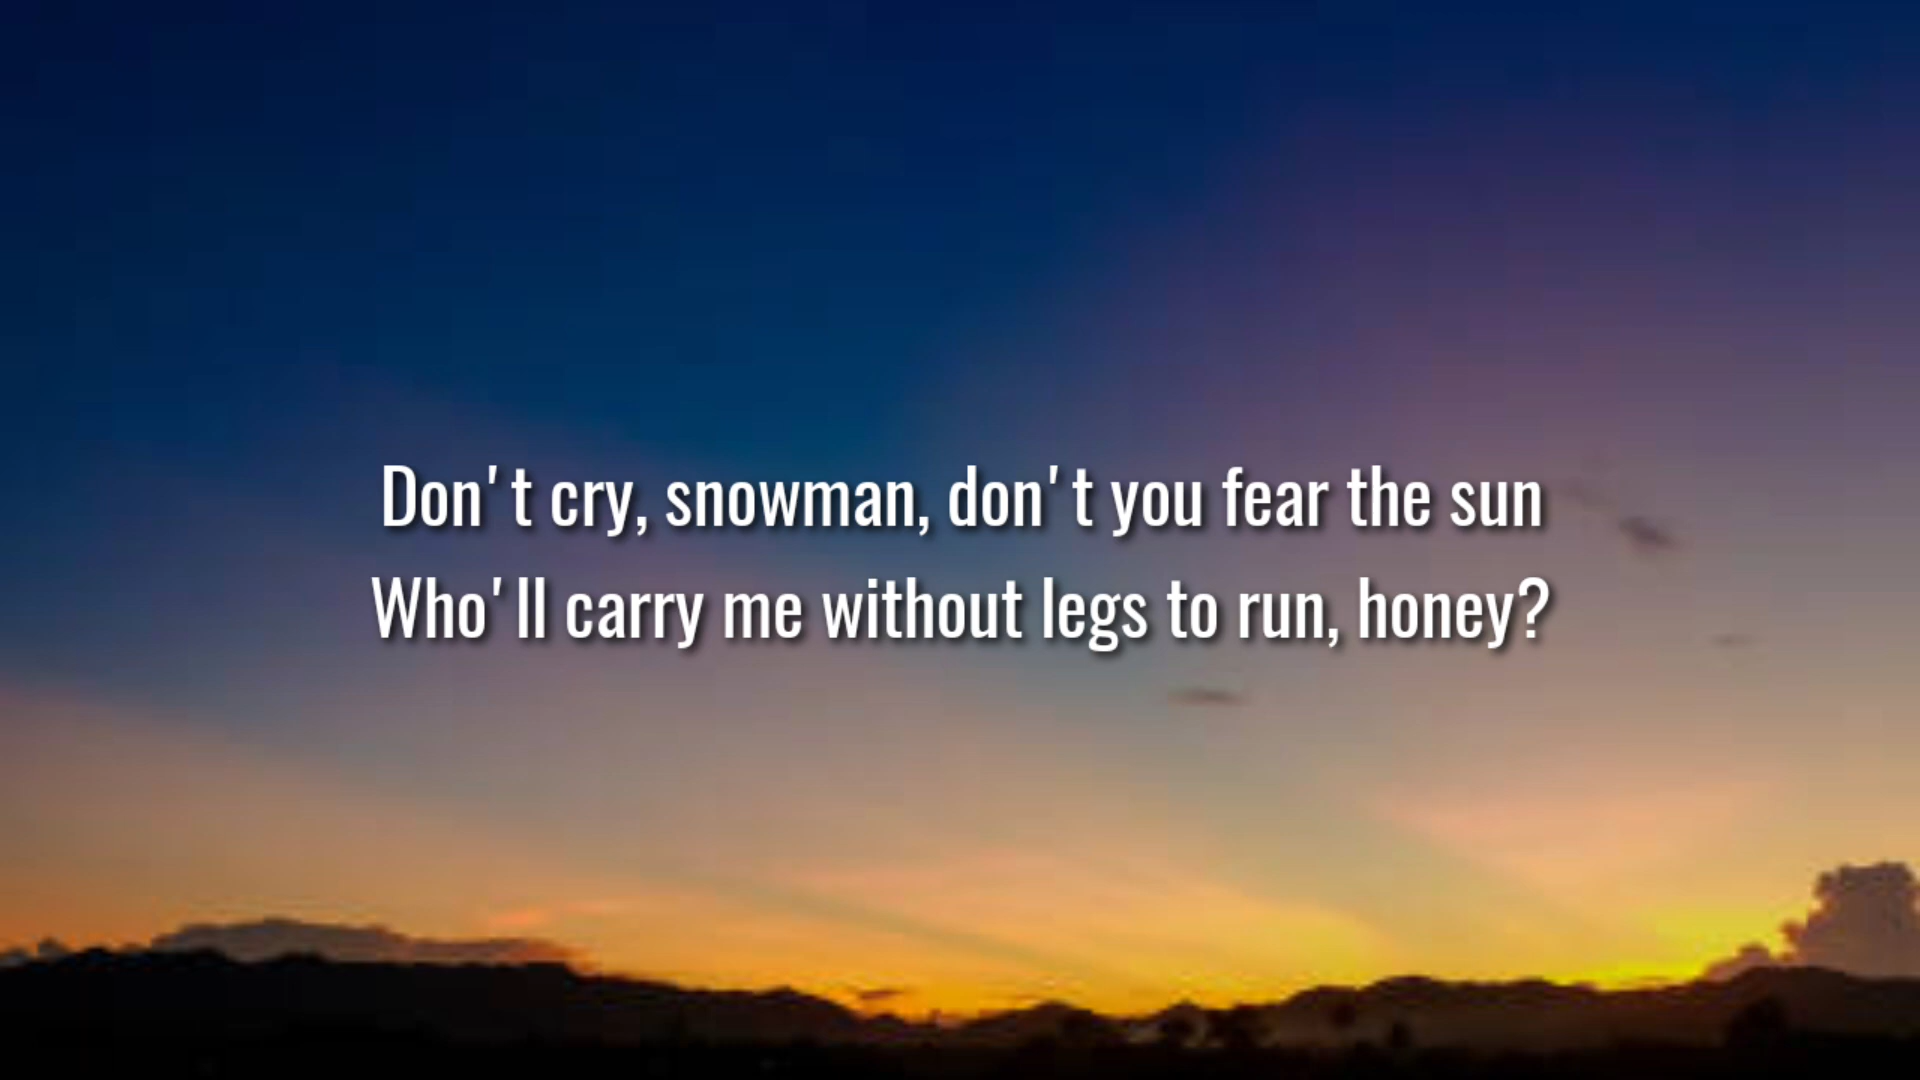 Don't cry, snowman, don't you fear the sun
Who'll carry me without legs to run, honey?